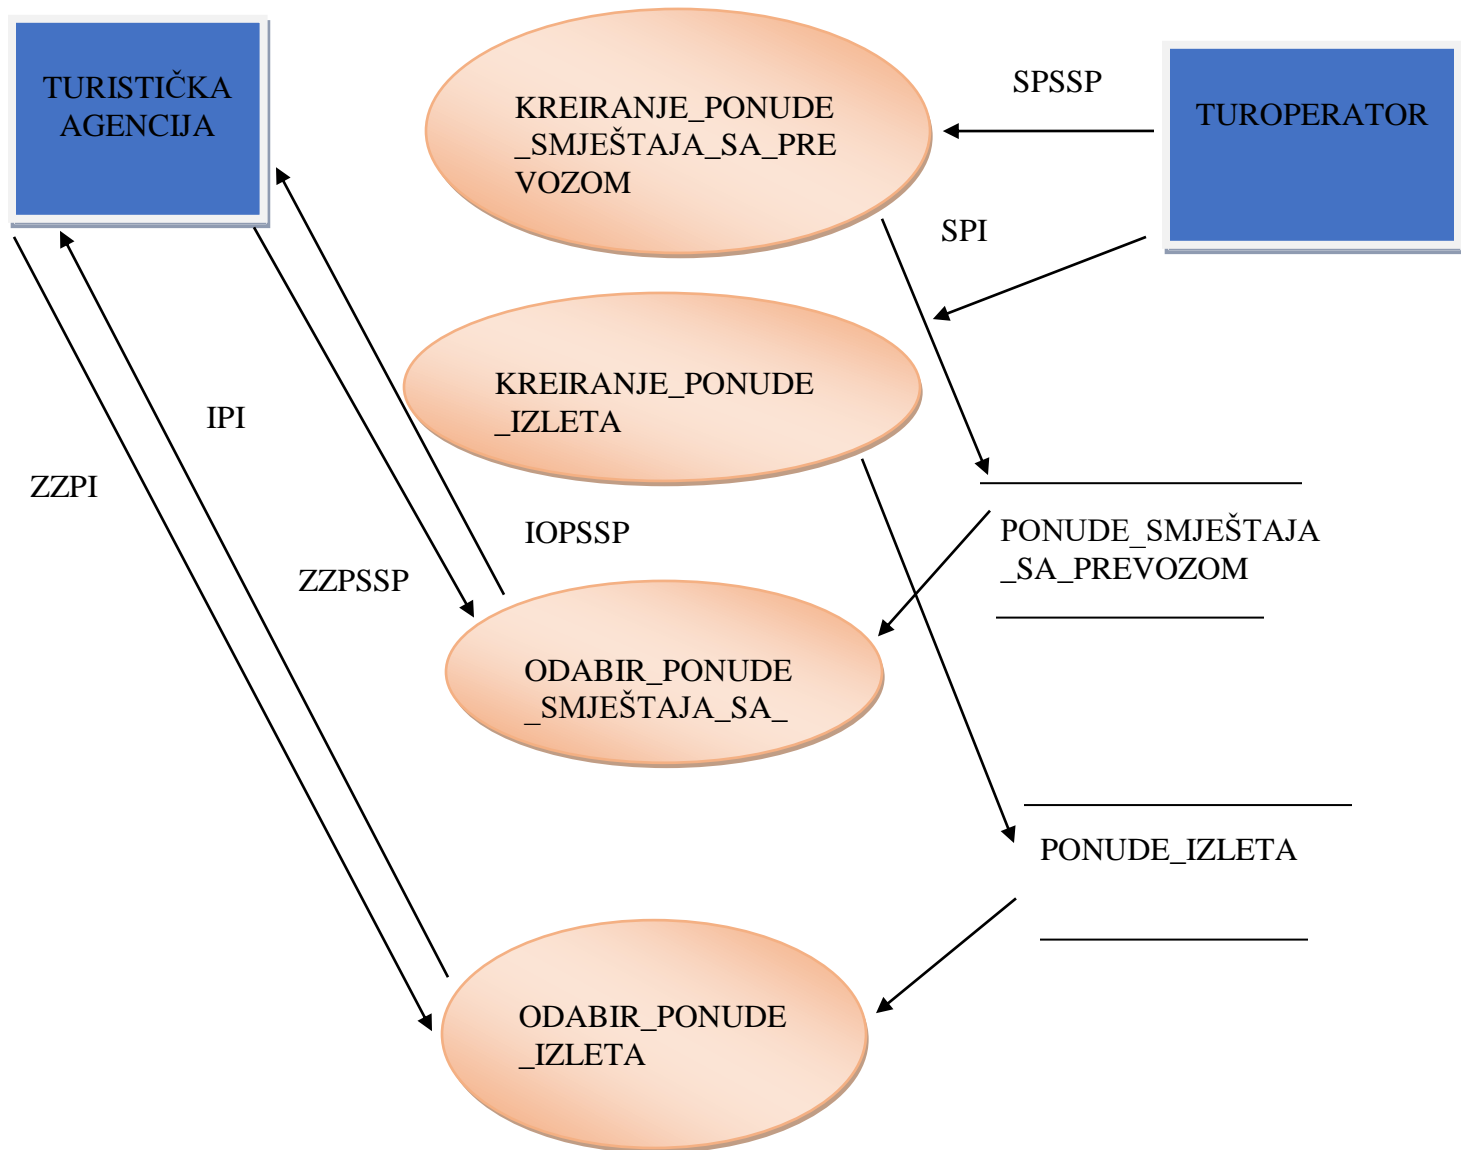 TURISTIČKA
AGENCIJA
KREIRANJE_PONUDE
_SMJEŠTAJA_SA_PRE
VOZOM
SPSSP
TUROPERATOR
SPI
KREIRANJE_PONUDE
_IZLETA
IPI
ZZPI
IOPSSP
ZZPSSP
PONUDE_SMJEŠTAJA
_SA_PREVOZOM
ODABIR_PONUDE
_SMJEŠTAJA_SA_
PONUDE_IZLETA
ODABIR_PONUDE
_IZLETA